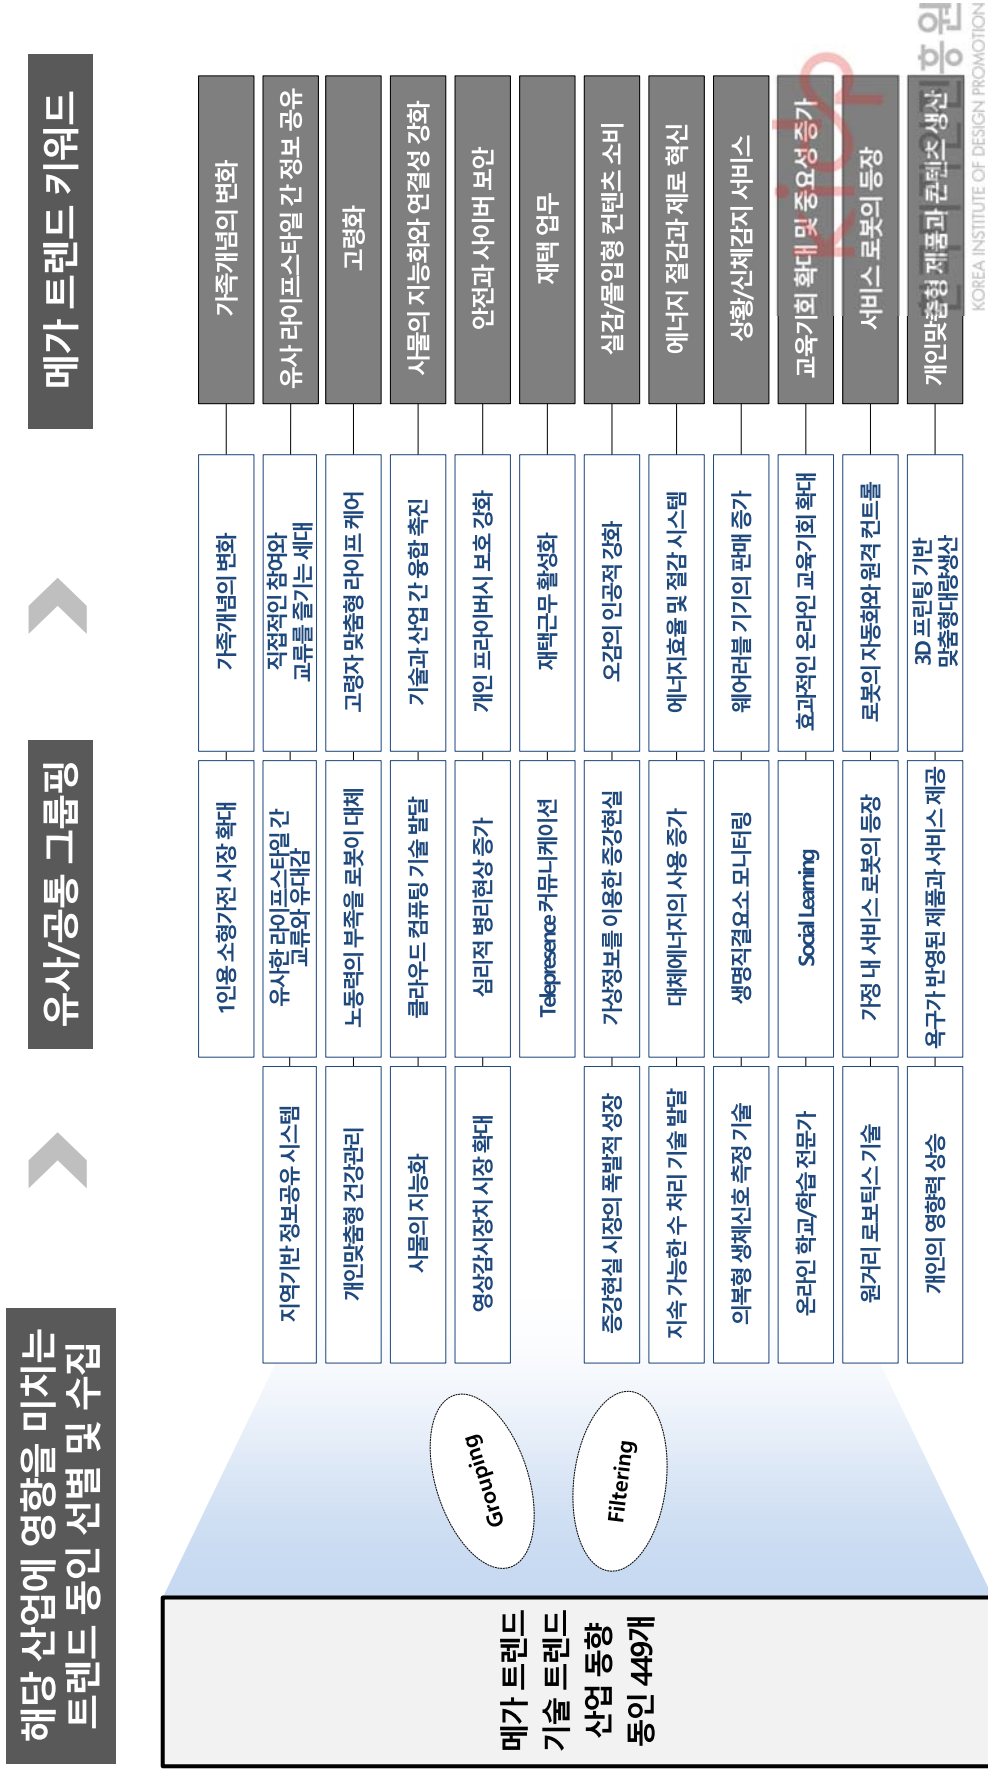 해당 산업에 영향을 미치는
트렌드 동인 선별 및 수집
유사/공통 그룹핑
메가 트렌드 키워드
메가 트렌드
기술 트렌드
산업 동향
동인 449개
Grouping
Filtering
1인용 소형가전 시장 확대
가족개념의 변화
가족개념의 변화
지역기반 정보공유 시스템
유사한 라이프스타일 간
교류와 유대감
직접적인 참여와
교류를 즐기는 세대
유사 라이프스타일 간 정보 공유
개인맞춤형 건강관리
노동력의 부족을 로봇이 대체
고령자 맞춤형 라이프 케어
고령화
사물의 지능화
클라우드 컴퓨팅 기술 발달
기술과 산업 간 융합 촉진
사물의 지능화와 연결성 강화
영상감시장치 시장 확대
심리적 병리현상 증가
개인 프라이버시 보호 강화
안전과 사이버 보안
Telepresence 커뮤니케이션
재택근무 활성화
재택 업무
증강현실 시장의 폭발적 성장
가상정보를 이용한 증강현실
오감의 인공적 강화
실감/몰입형 컨텐츠 소비
지속 가능한 수 처리 기술 발달
대체에너지의 사용 증가
에너지효율 및 절감 시스템
에너지 절감과 제로 혁신
의복형 생체신호 측정 기술
생명직결요소 모니터링
웨어러블 기기의 판매 증가
상황/신체감지 서비스
온라인 학교/학습 전문가
Social Learning
효과적인 온라인 교육기회 확대
교육기회 확대 및 중요성 증가
원거리 로보틱스 기술
가정 내 서비스 로봇의 등장
로봇의 자동화와 원격 컨트롤
서비스 로봇의 등장
개인의 영향력 상승
욕구가 반영된 제품과 서비스 제공
3D 프린팅 기반
맞춤형대량생산
개인맞춤형 제품과 콘텐츠 생산
kidp
한국디자인진흥원
KOREA INSTITUTE OF DESIGN PROMOTION